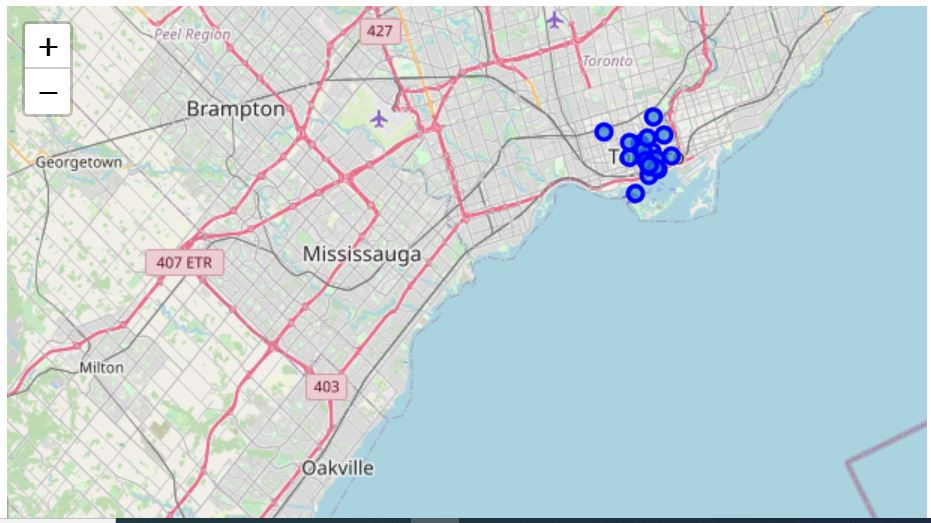 +
427
Peel Region
Toronto
−
Brampton
Georgetown
Mississauga
407 ETR
Milton
403
Oakville